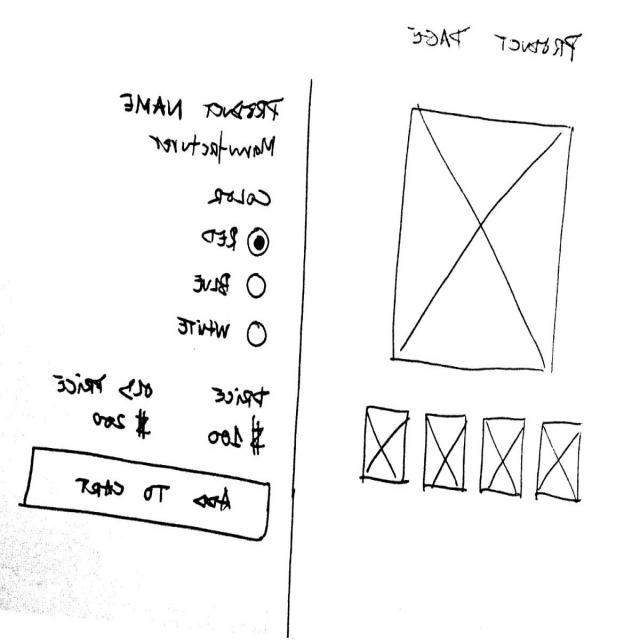 PRODUCT PAGE
PRODUCT NAME
Manufacturer
COLOR
RED
BLUE
WHITE
PRICE OLD PRICE
$100 $200
ADD TO CART